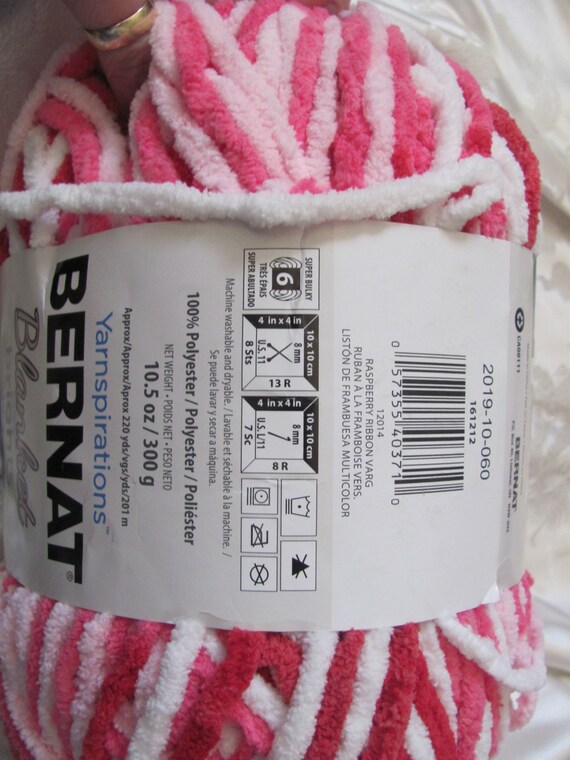 BERNAT®
Blanket
Yarnspirations™
Approx/Approx/Aprox 220 yds/vgs/yds/201 m
10.5 oz / 300 g
NET WEIGHT • POIDS NET • PESO NETO
100% Polyester / Polyester / Poliéster
Machine washable and dryable. / Lavable et séchable à la machine. /
Se puede lavar y secar a máquina.
SUPER BULKY
6
TRÈS ÉPAIS
SUPER ABULTADO
4 in x 4 in
10 x 10 cm
8 mm
U.S. 11
8 Sts
13 R
4 in x 4 in
10 x 10 cm
8 mm
U.S. L/11
7 Sc
8 R
12014
RASPBERRY RIBBON VARG
RUBAN À LA FRAMBOISE VERS.
LISTÓN DE FRAMBUESA MULTICOLOR
0 57355 40371 0
161212
2019-10-060
CA00111
BERNAT